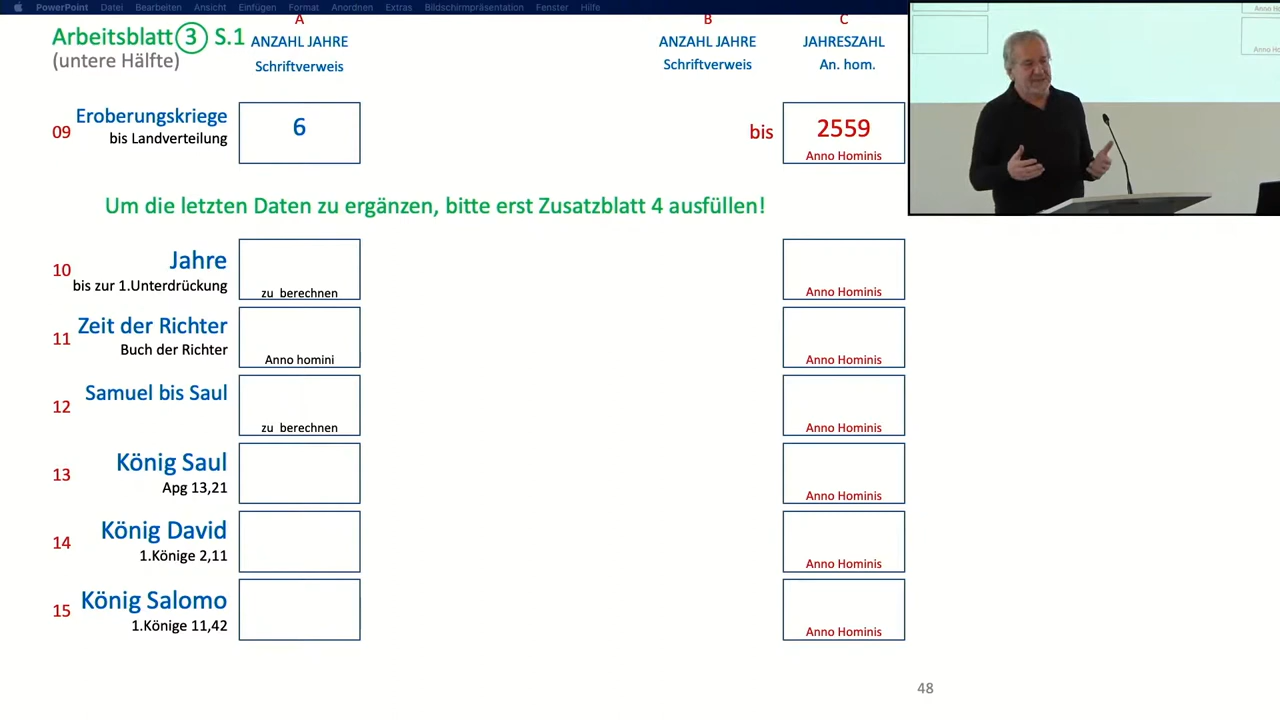 PowerPoint Datei Bearbeiten Ansicht Einfügen Format Anordnen Extras Bildschirmpräsentation Fenster Hilfe
Arbeitsblatt 3 S.1
(untere Hälfte)
A
ANZAHL JAHRE
Schriftverweis
B
ANZAHL JAHRE
Schriftverweis
C
JAHRESZAHL
An. hom.
09
Eroberungskriege
bis Landverteilung
6
bis
2559
Anno Hominis
Um die letzten Daten zu ergänzen, bitte erst Zusatzblatt 4 ausfüllen!
10
Jahre
bis zur 1.Unterdrückung
zu berechnen
Anno Hominis
11
Zeit der Richter
Buch der Richter
Anno homini
Anno Hominis
12
Samuel bis Saul
zu berechnen
Anno Hominis
13
König Saul
Apg 13,21
Anno Hominis
14
König David
1.Könige 2,11
Anno Hominis
15
König Salomo
1.Könige 11,42
Anno Hominis
48